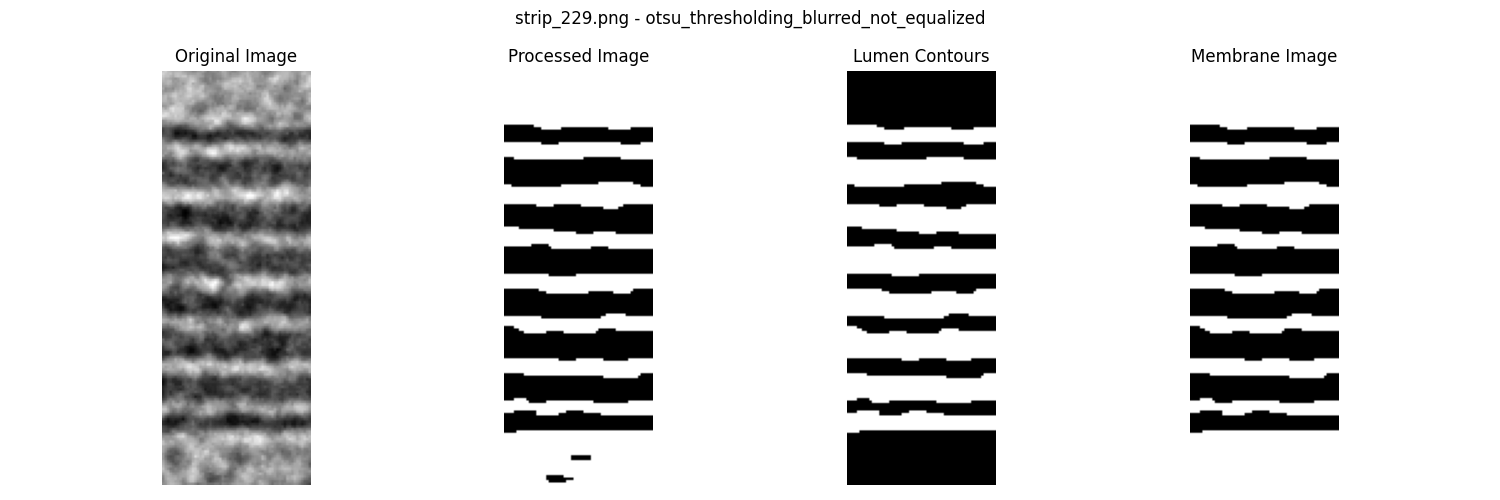 strip_229.png - otsu_thresholding_blurred_not_equalized
Original Image
Processed Image
Lumen Contours
Membrane Image